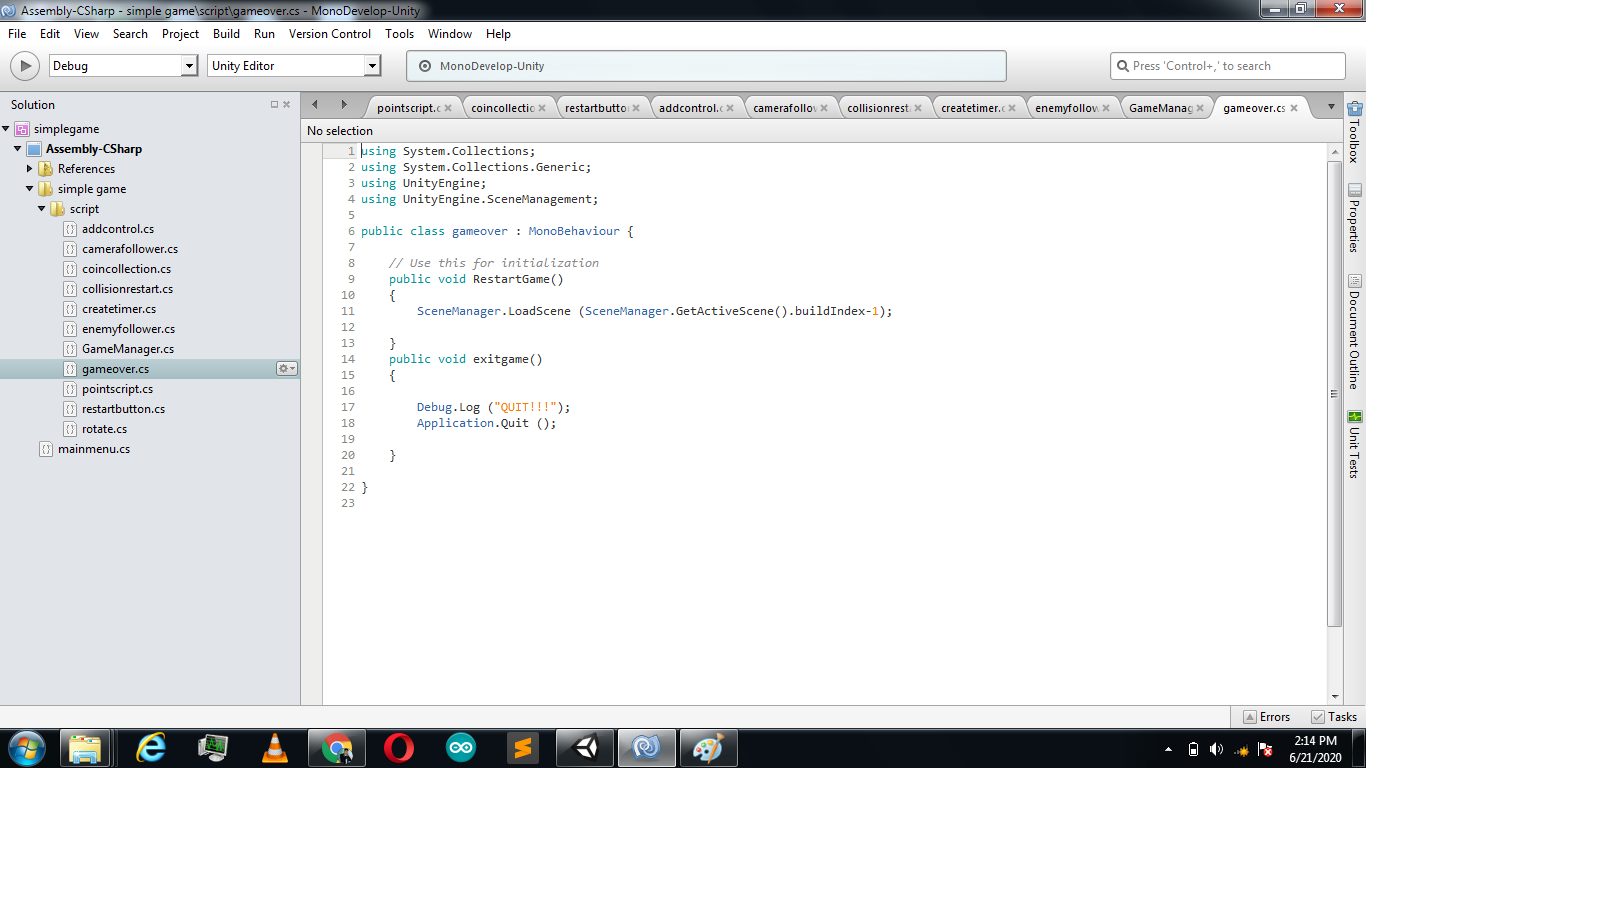 Assembly-CSharp - simple game\script\gameover.cs - MonoDevelop-Unity
File Edit View Search Project Build Run Version Control Tools Window Help
Debug Unity Editor MonoDevelop-Unity Press 'Control+,' to search
Solution
pointscript.c coincollectio restartbutto addcontrol.c camerafollov collisionrest createtimer.c enemyfollow GameManag gameover.cs
No selection
simplegame
Assembly-CSharp
References
simple game
script
addcontrol.cs
camerafollower.cs
coincollection.cs
collisionrestart.cs
createtimer.cs
enemyfollower.cs
GameManager.cs
gameover.cs
pointscript.cs
restartbutton.cs
rotate.cs
mainmenu.cs
1 using System.Collections;
2 using System.Collections.Generic;
3 using UnityEngine;
4 using UnityEngine.SceneManagement;
5
6 public class gameover : MonoBehaviour {
7
8 // Use this for initialization
9 public void RestartGame()
10 {
11 SceneManager.LoadScene (SceneManager.GetActiveScene().buildIndex-1);
12
13 }
14 public void exitgame()
15 {
16
17 Debug.Log ("QUIT!!!");
18 Application.Quit ();
19
20 }
21
22 }
23
Toolbox
Properties
Document Outline
Unit Tests
Errors Tasks
2:14 PM
6/21/2020